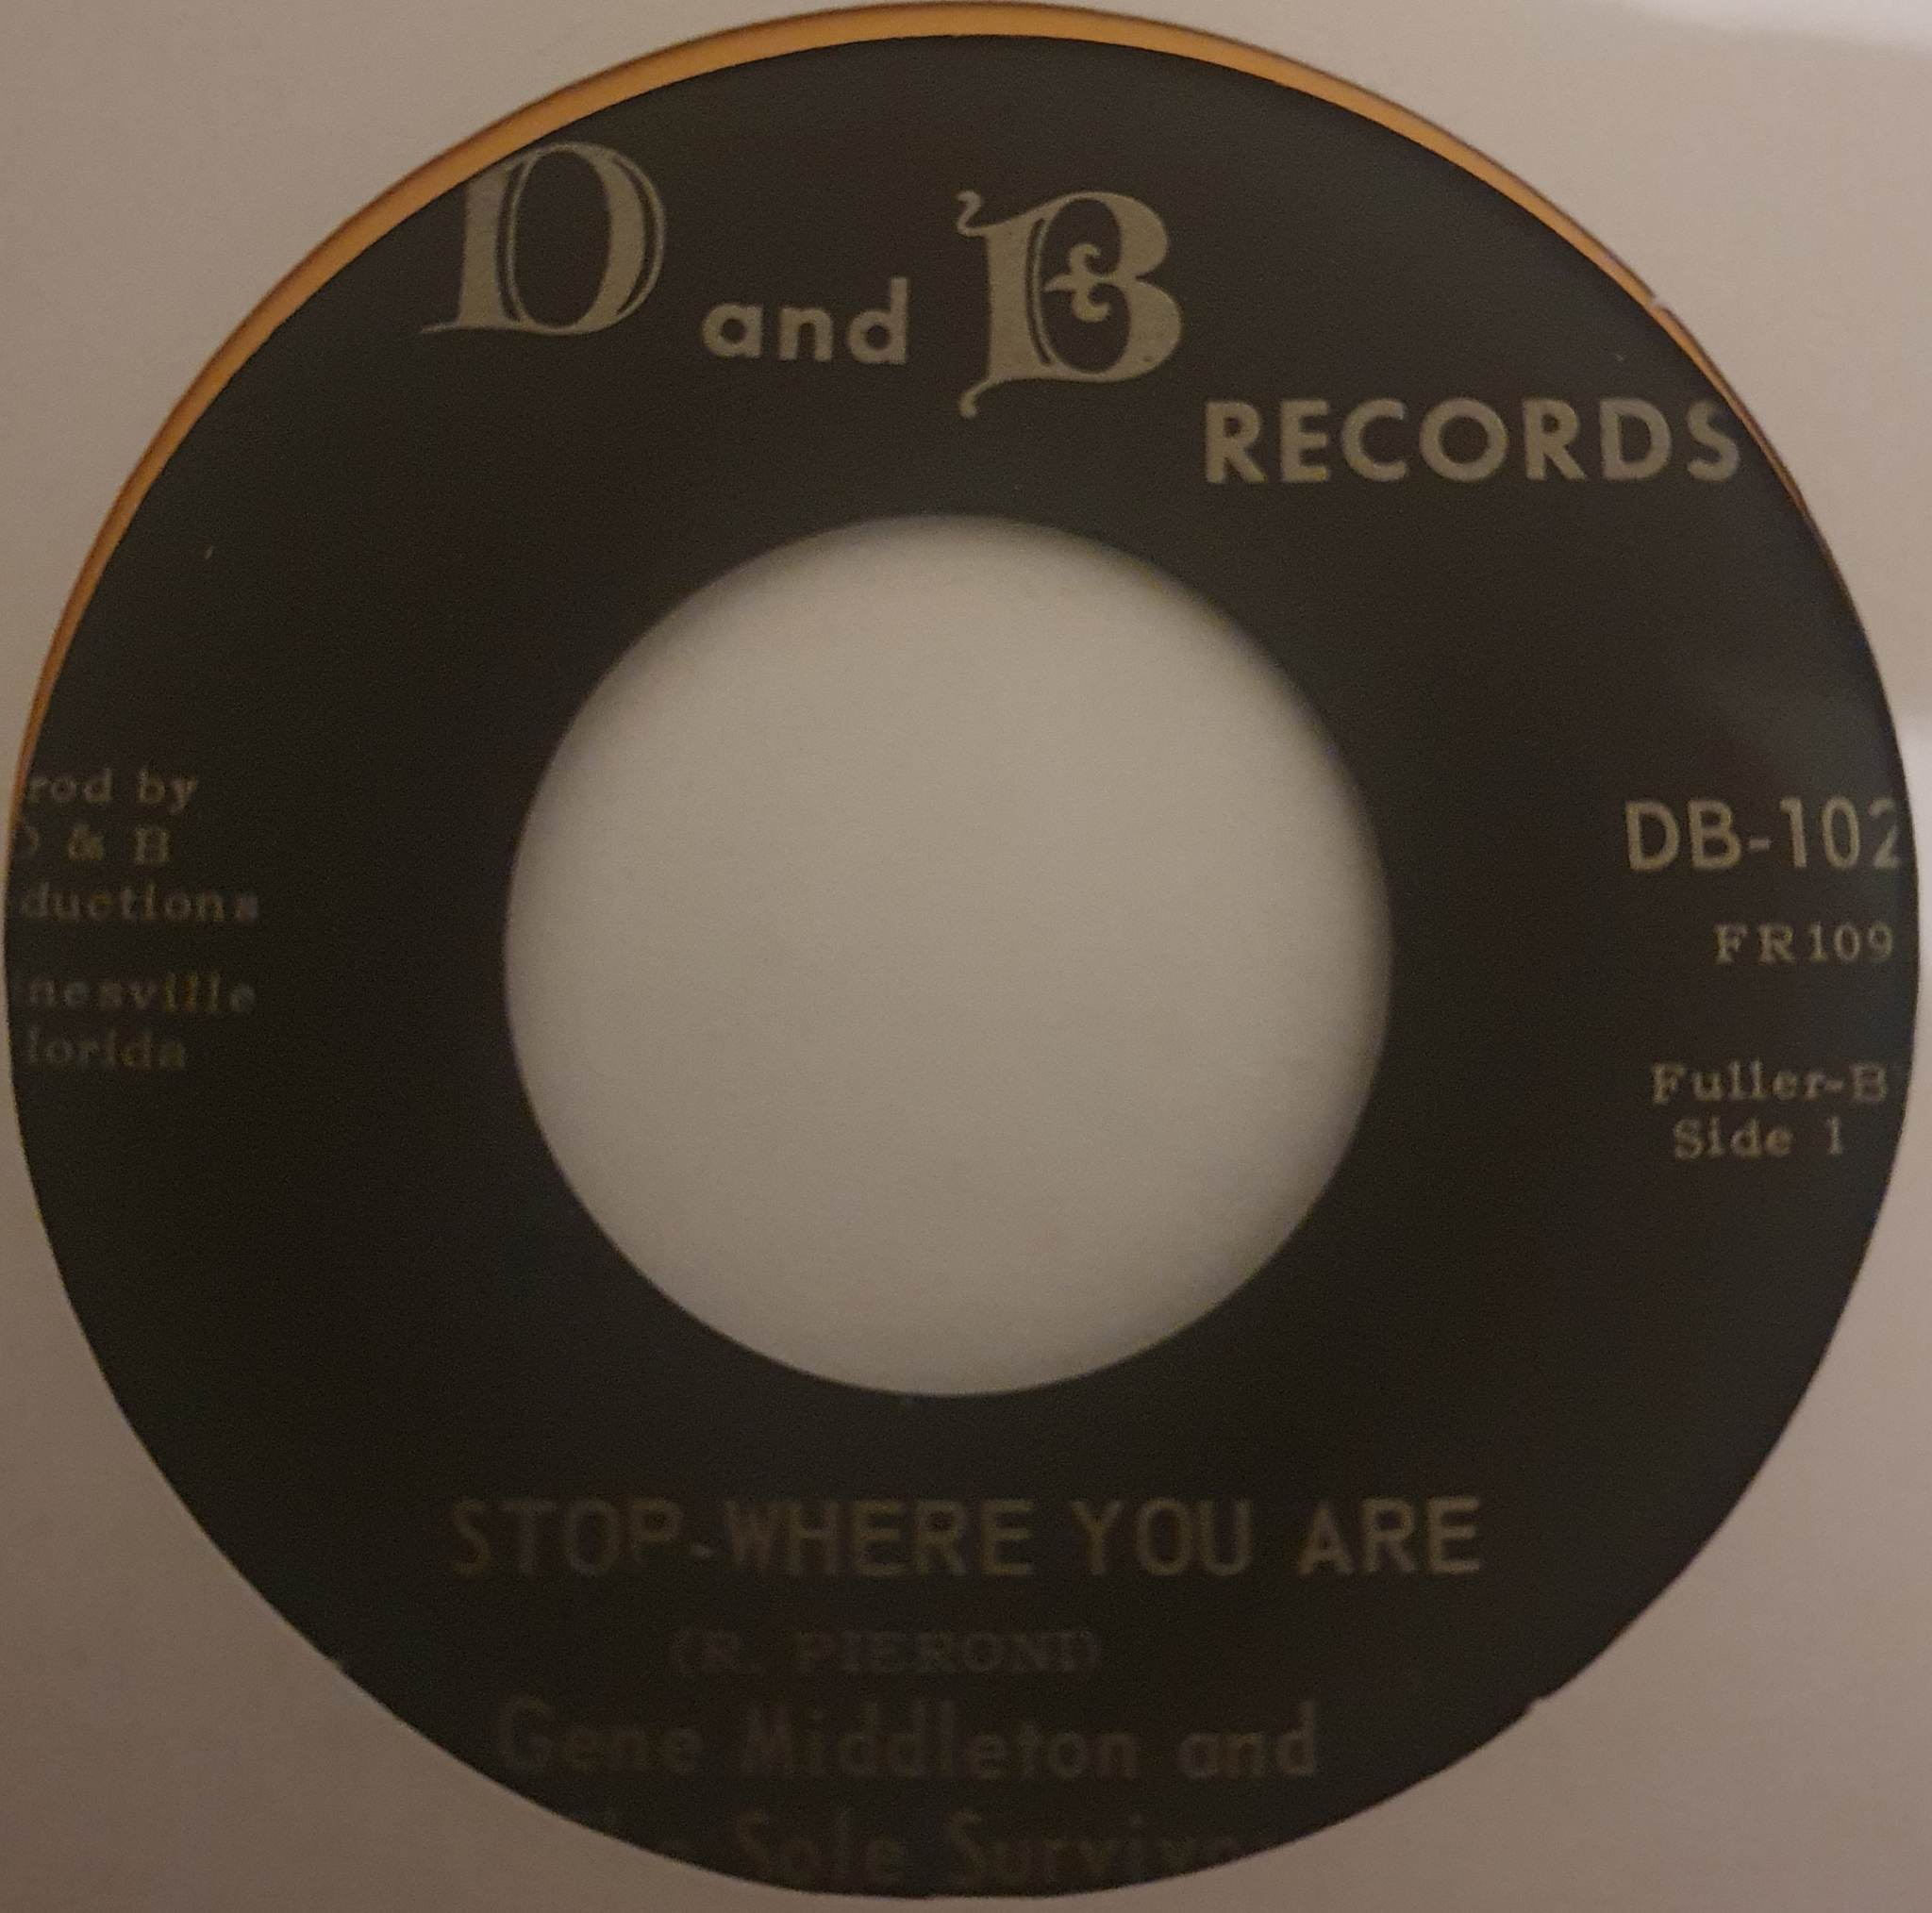 D and B
RECORDS
rod by
D & B
ductions
nesville
lorida
DB-102
FR109
Fuller-B
Side 1
STOP-WHERE YOU ARE
(R. PIERONI)
Gene Middleton and
Sole Surviv